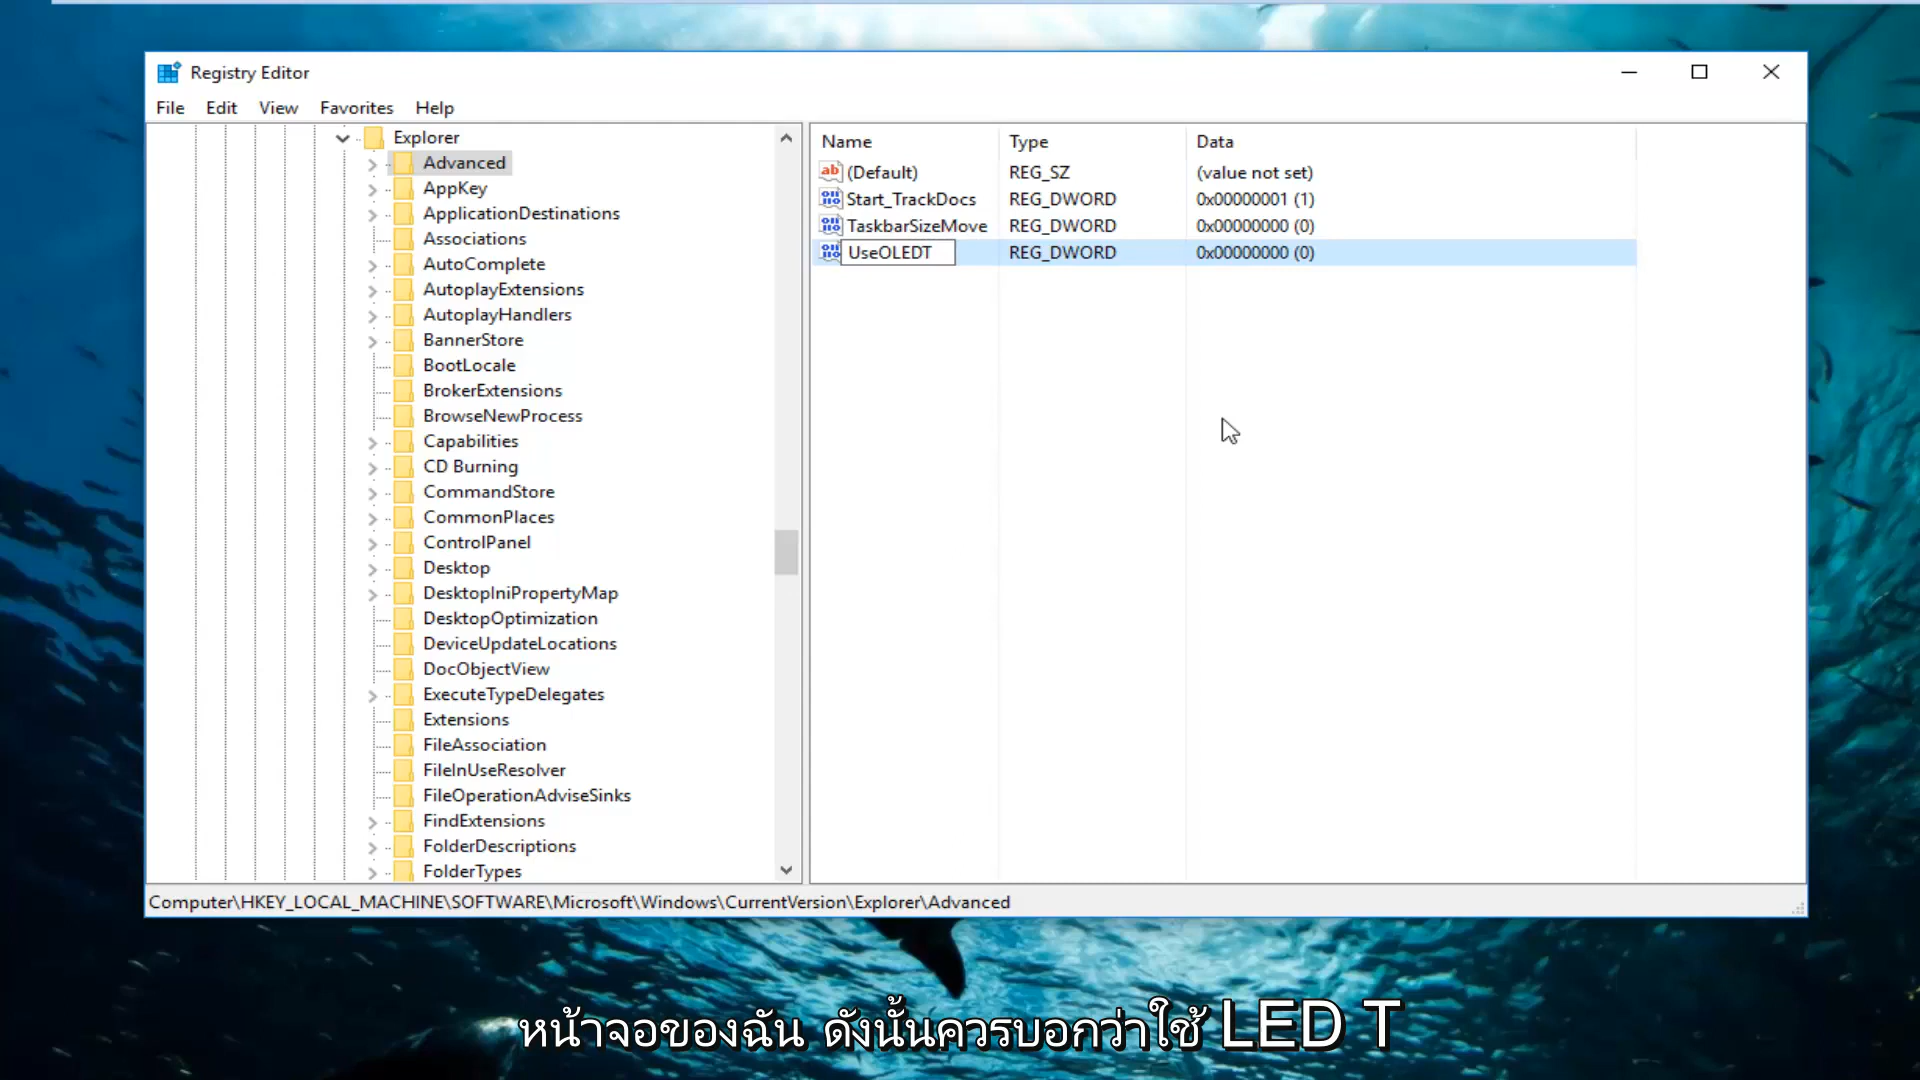 Registry Editor
File Edit View Favorites Help
Explorer
Advanced
AppKey
ApplicationDestinations
Associations
AutoComplete
AutoplayExtensions
AutoplayHandlers
BannerStore
BootLocale
BrokerExtensions
BrowseNewProcess
Capabilities
CD Burning
CommandStore
CommonPlaces
ControlPanel
Desktop
DesktopIniPropertyMap
DesktopOptimization
DeviceUpdateLocations
DocObjectView
ExecuteTypeDelegates
Extensions
FileAssociation
FileInUseResolver
FileOperationAdviseSinks
FindExtensions
FolderDescriptions
FolderTypes
Name Type Data
(Default) REG_SZ (value not set)
Start_TrackDocs REG_DWORD 0x00000001 (1)
TaskbarSizeMove REG_DWORD 0x00000000 (0)
UseOLEDT REG_DWORD 0x00000000 (0)
Computer\HKEY_LOCAL_MACHINE\SOFTWARE\Microsoft\Windows\CurrentVersion\Explorer\Advanced
หน้าจอของฉัน ดังนั้นควรบอกว่าใช้ LED T